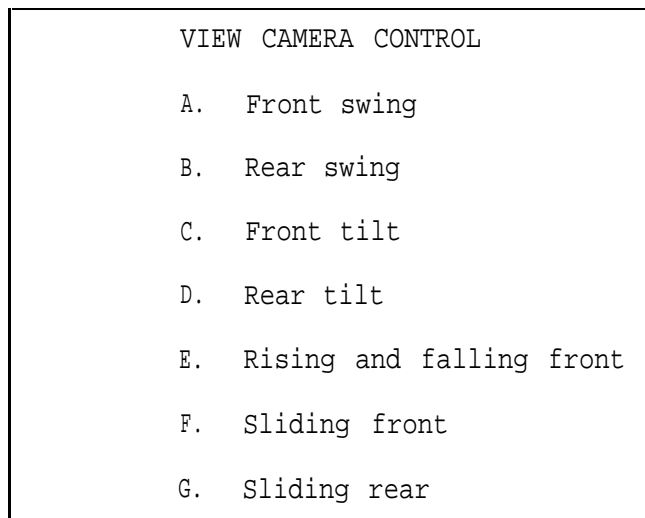 VIEW CAMERA CONTROL
A. Front swing
B. Rear swing
C. Front tilt
D. Rear tilt
E. Rising and falling front
F. Sliding front
G. Sliding rear